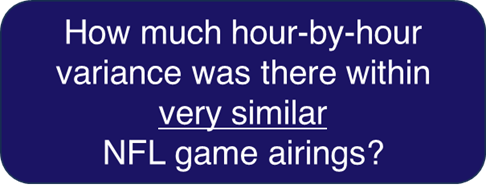 How much hour-by-hour
variance was there within
very similar
NFL game airings?